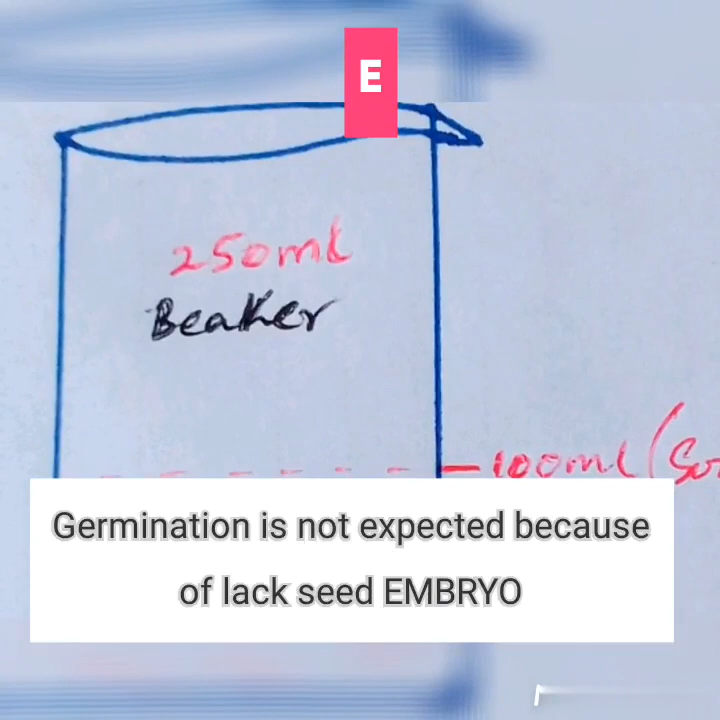 E
250ml
Beaker
100ml
Germination is not expected because
of lack seed EMBRYO